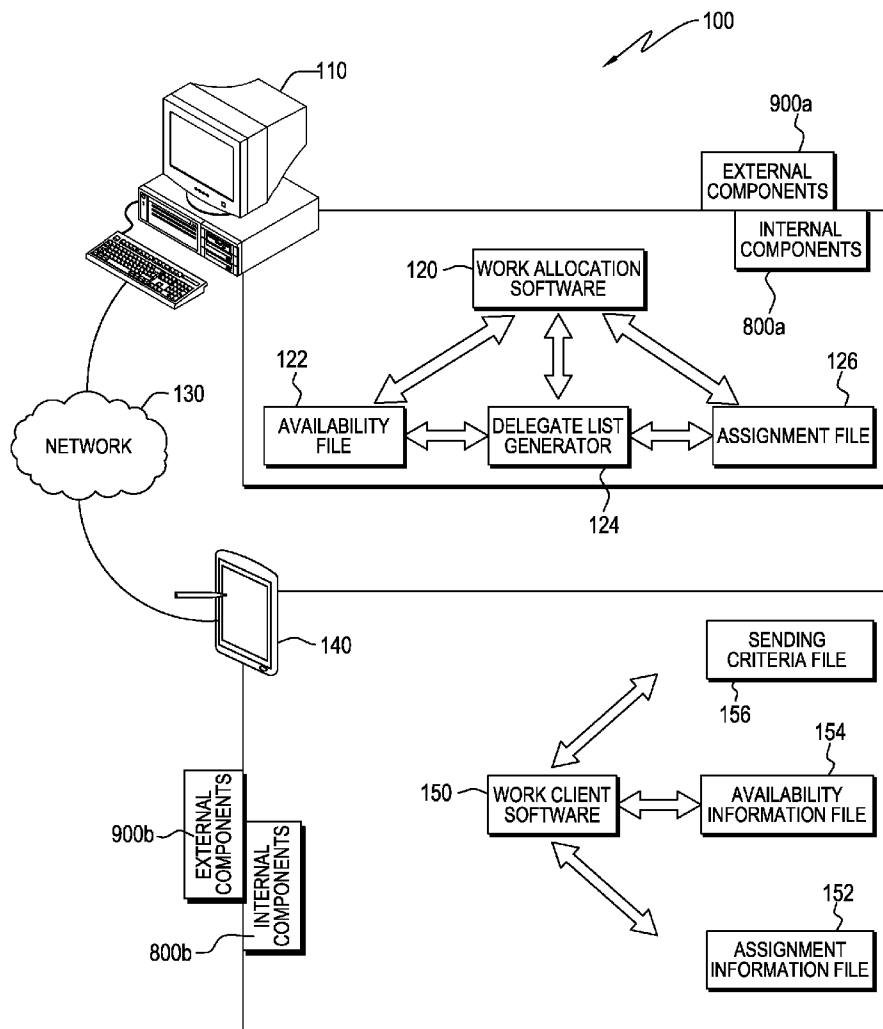 100
110
900a
EXTERNAL
COMPONENTS
INTERNAL
COMPONENTS
800a
120
WORK ALLOCATION
SOFTWARE
122
AVAILABILITY
FILE
DELEGATE LIST
GENERATOR
124
126
ASSIGNMENT FILE
130
NETWORK
140
SENDING
CRITERIA FILE
156
154
150
WORK CLIENT
SOFTWARE
AVAILABILITY
INFORMATION FILE
900b
EXTERNAL
COMPONENTS
INTERNAL
COMPONENTS
800b
152
ASSIGNMENT
INFORMATION FILE